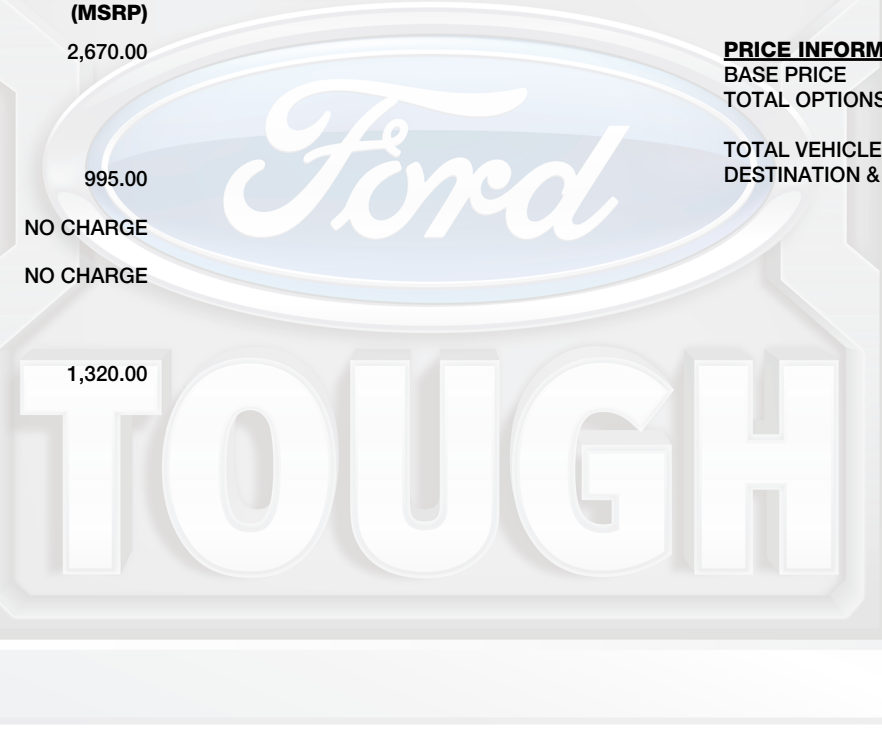 (MSRP)
2,670.00
995.00
NO CHARGE
NO CHARGE
1,320.00
PRICE INFORM
BASE PRICE
TOTAL OPTIONS
TOTAL VEHICLE
DESTINATION &
Ford
TOUGH